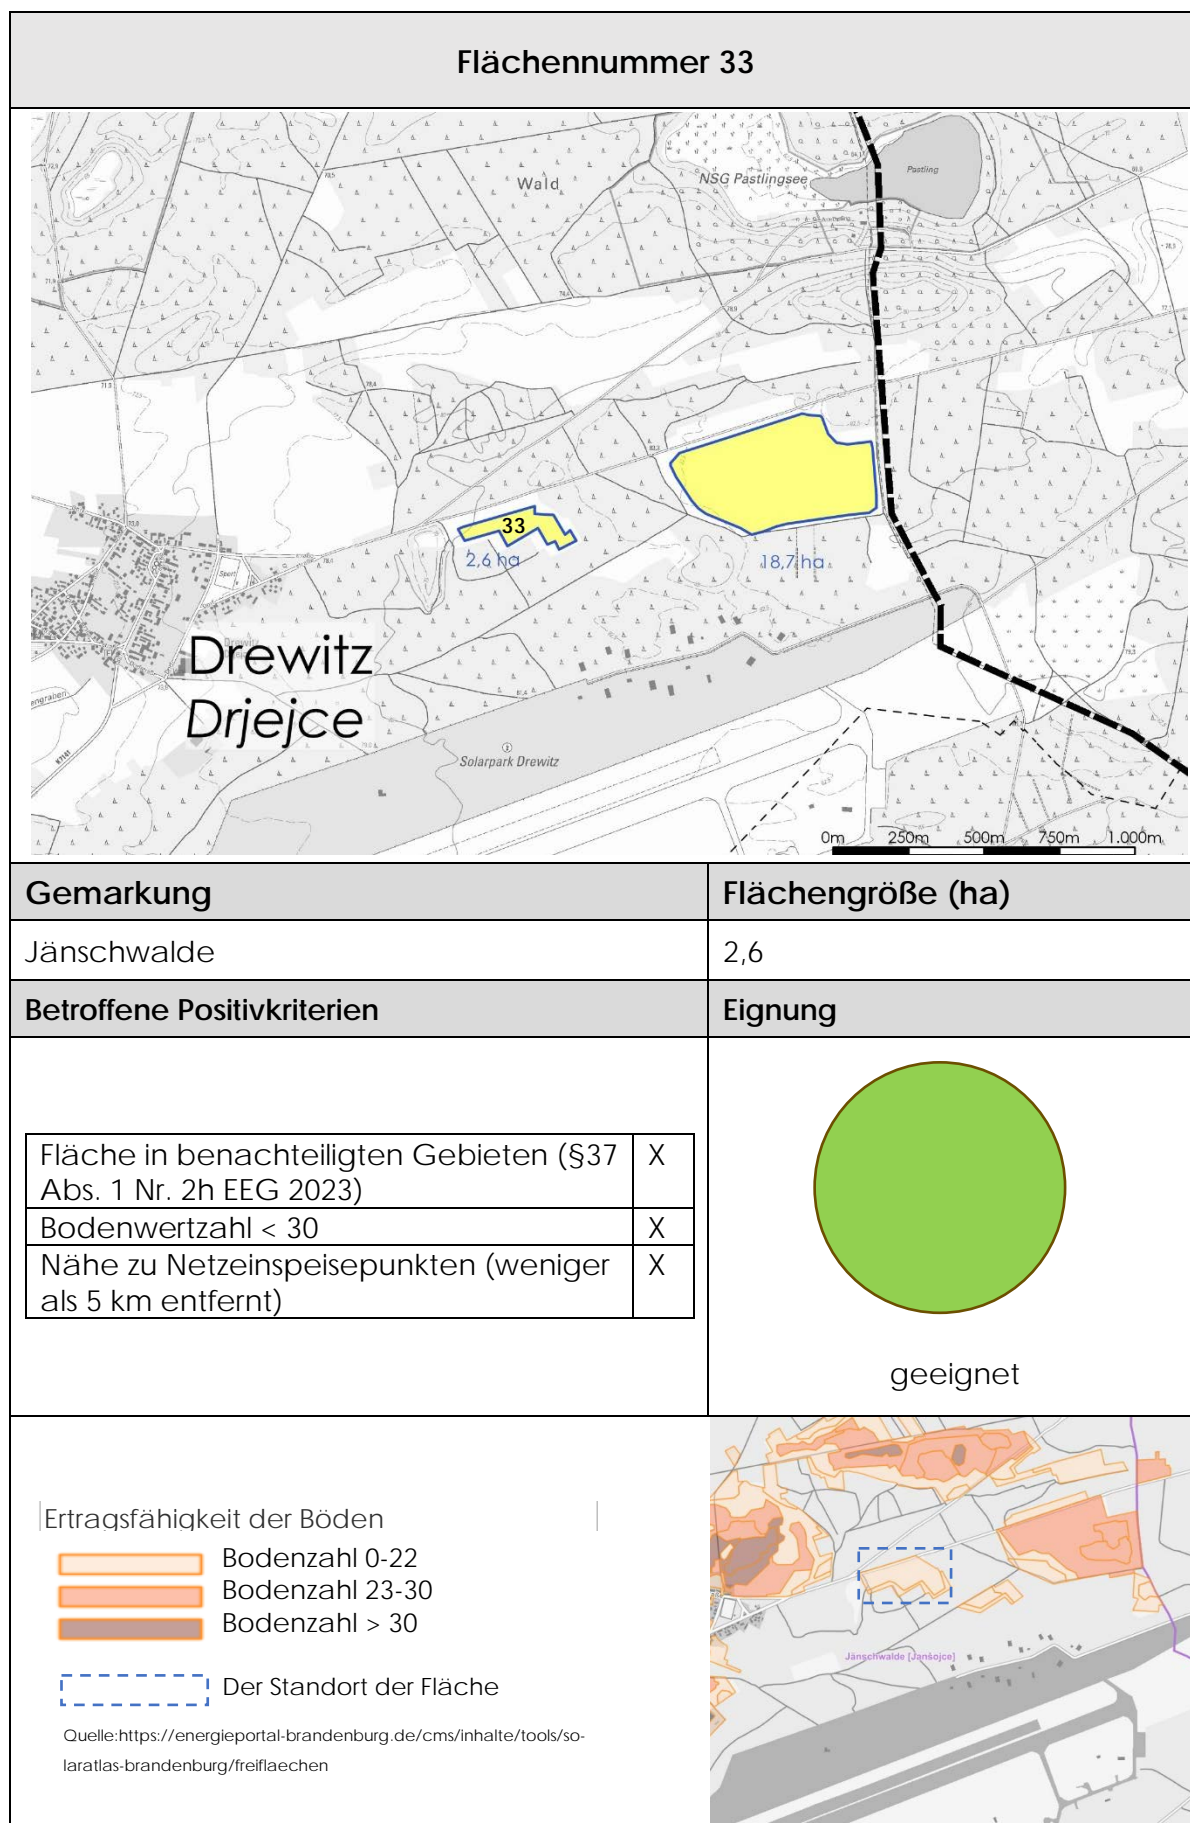 Flächennummer 33
Wald
NSG Pastlingsee
Pastling
33
2,6 ha
18,7 ha
Sport
Drewitz
Drjejce
Solarpark Drewitz
0m 250m 500m 750m 1.000m
Gemarkung
Flächengröße (ha)
Jänschwalde
2,6
Betroffene Positivkriterien
Eignung
Fläche in benachteiligten Gebieten (§37 X
Abs. 1 Nr. 2h EEG 2023)
Bodenwertzahl < 30 X
Nähe zu Netzeinspeisepunkten (weniger X
als 5 km entfernt)
geeignet
Ertragsfähigkeit der Böden
Bodenzahl 0-22
Bodenzahl 23-30
Bodenzahl > 30
Der Standort der Fläche
Quelle:https://energieportal-brandenburg.de/cms/inhalte/tools/so-
laratlas-brandenburg/freiflaechen
Jänschwalde [Janšojce]